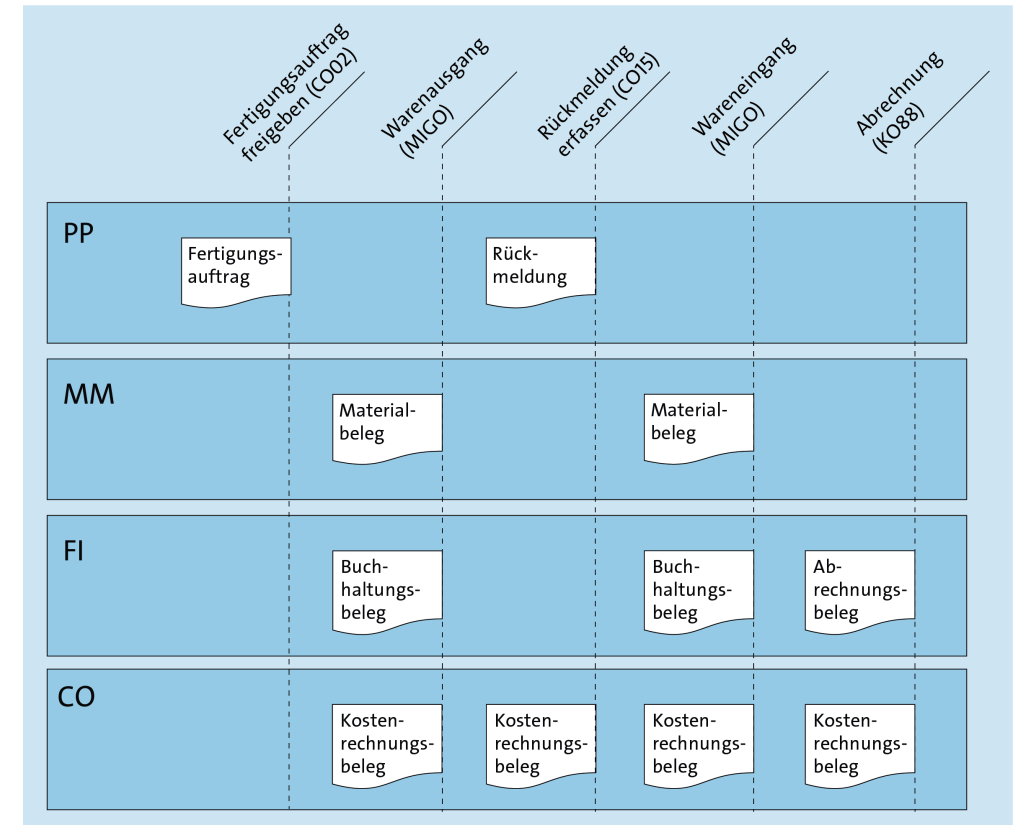 Fertigungsauftrag
freigeben (CO02)
Warenausgang
(MIGO)
Rückmeldung
erfassen (CO15)
Wareneingang
(MIGO)
Abrechnung
(KO88)
PP
Fertigungs-
auftrag
Rück-
meldung
MM
Material-
beleg
Material-
beleg
FI
Buch-
haltungs-
beleg
Buch-
haltungs-
beleg
Ab-
rechnungs-
beleg
CO
Kosten-
rechnungs-
beleg
Kosten-
rechnungs-
beleg
Kosten-
rechnungs-
beleg
Kosten-
rechnungs-
beleg